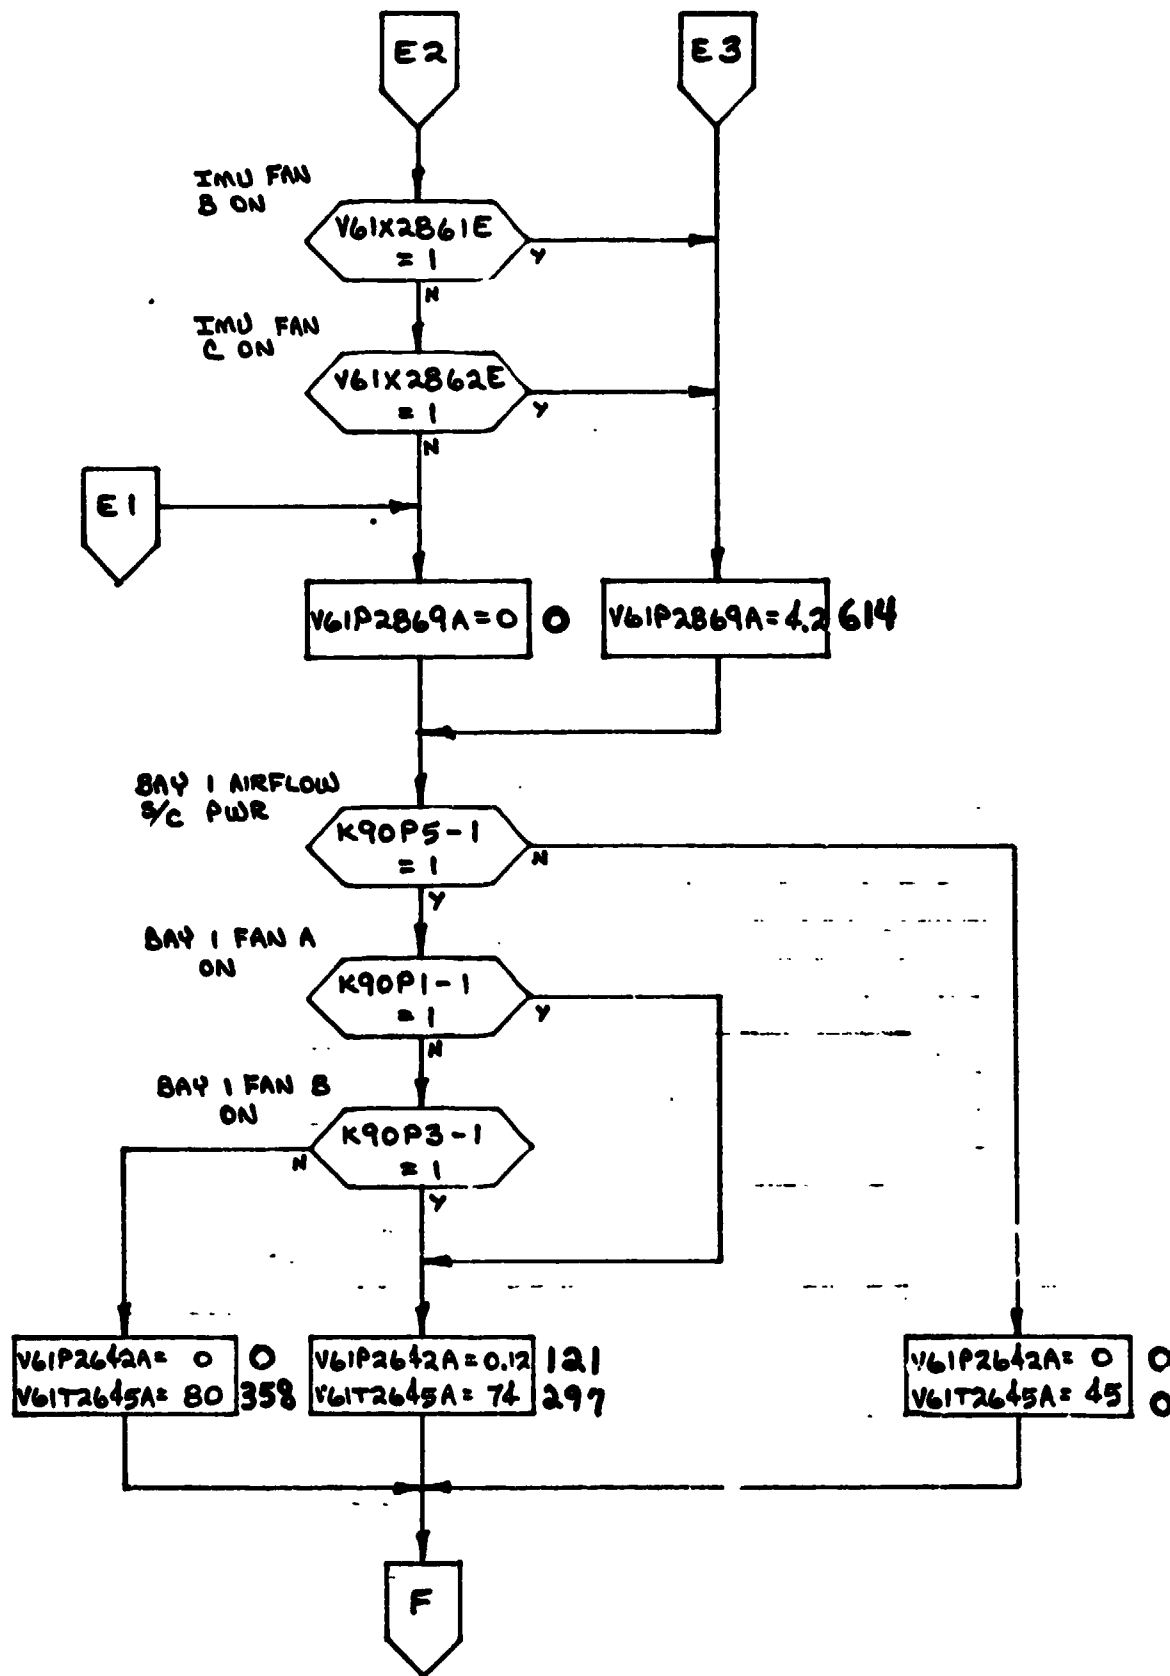 E2
E3
IMU FAN
B ON
V61X2861E
= 1
Y
N
IMU FAN
C ON
V61X2862E
= 1
Y
N
E1
V61P2869A=0 0
V61P2869A=4.2 614
BAY 1 AIRFLOW
S/C PWR
K90P5-1
= 1
N
Y
BAY 1 FAN A
ON
K90P1-1
= 1
Y
N
BAY 1 FAN B
ON
K90P3-1
= 1
N
Y
V61P2642A= 0 0
V61T2645A= 80 358
V61P2642A=0.12 121
V61T2645A= 74 297
V61P2642A= 0 0
V61T2645A= 45 0
F